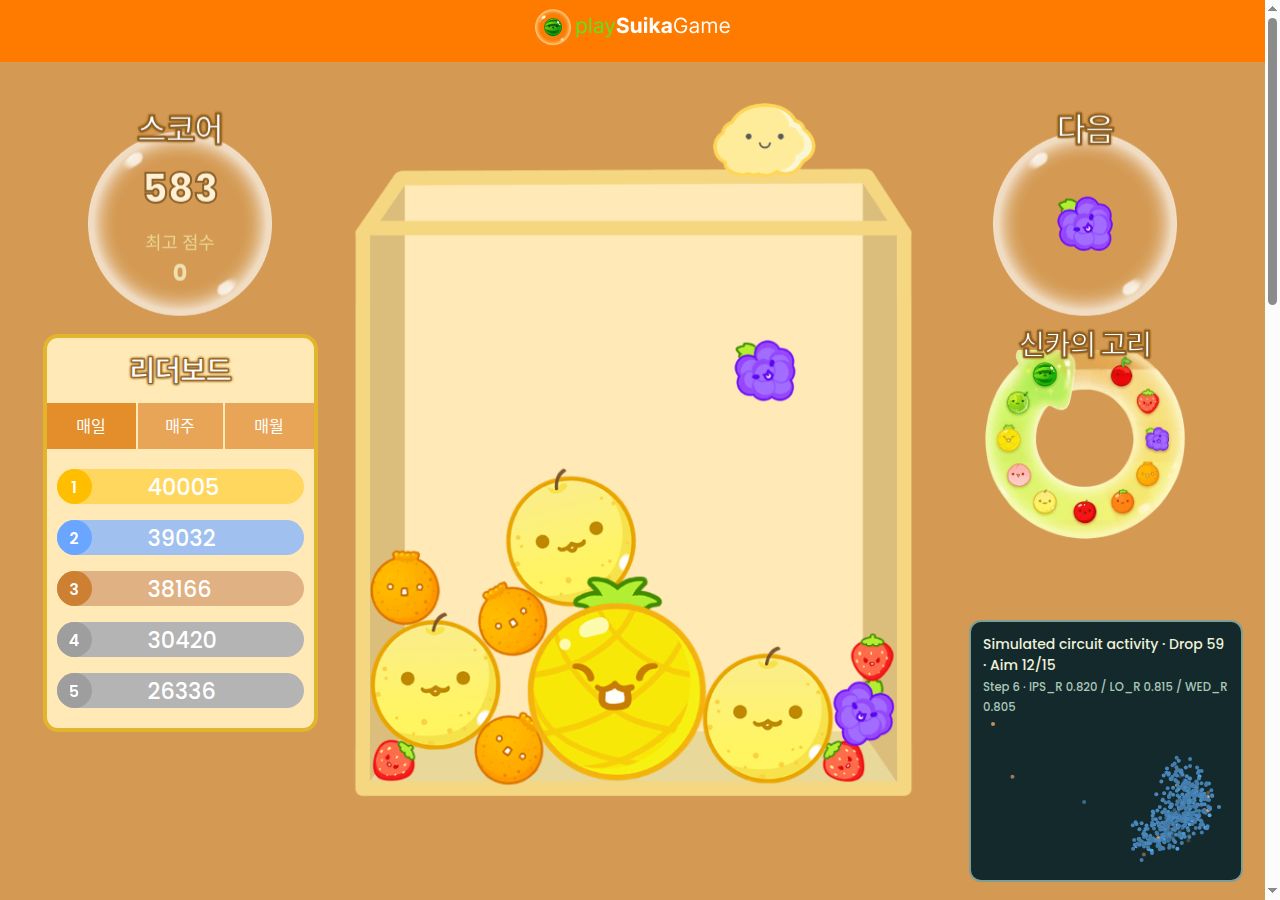 playSuikaGame
스코어
583
최고 점수
0
다음
신카의 고리
리더보드
매일 매주 매월
1 40005
2 39032
3 38166
4 30420
5 26336
Simulated circuit activity · Drop 59
· Aim 12/15
Step 6 · IPS_R 0.820 / LO_R 0.815 / WED_R
0.805